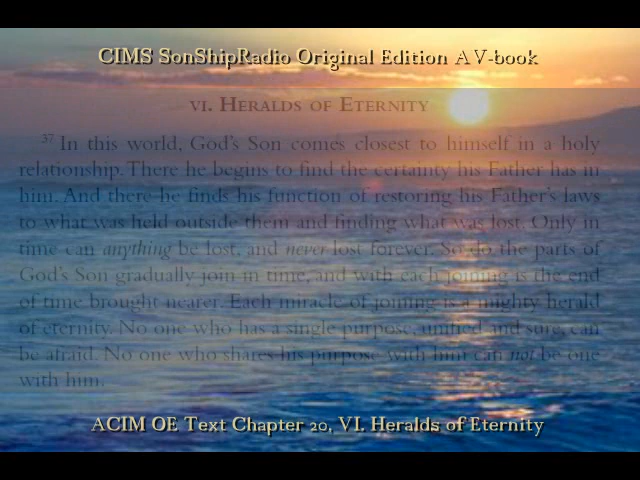 CIMS SonShipRadio Original Edition AV-book
VI. HERALDS OF ETERNITY
37 In this world, God's Son comes closest to himself in a holy
relationship. There he begins to find the certainty his Father has in
him. And there he finds his function of restoring his Father's laws
to what was held outside them and finding what was lost. Only in
time can anything be lost, and never lost forever. So do the parts of
God's Son gradually join in time, and with each joining is the end
of time brought nearer. Each miracle of joining is a mighty herald
of eternity. No one who has a single purpose, unified and sure, can
be afraid. No one who shares his purpose with him can not be one
with him.
ACIM OE Text Chapter 20, VI. Heralds of Eternity